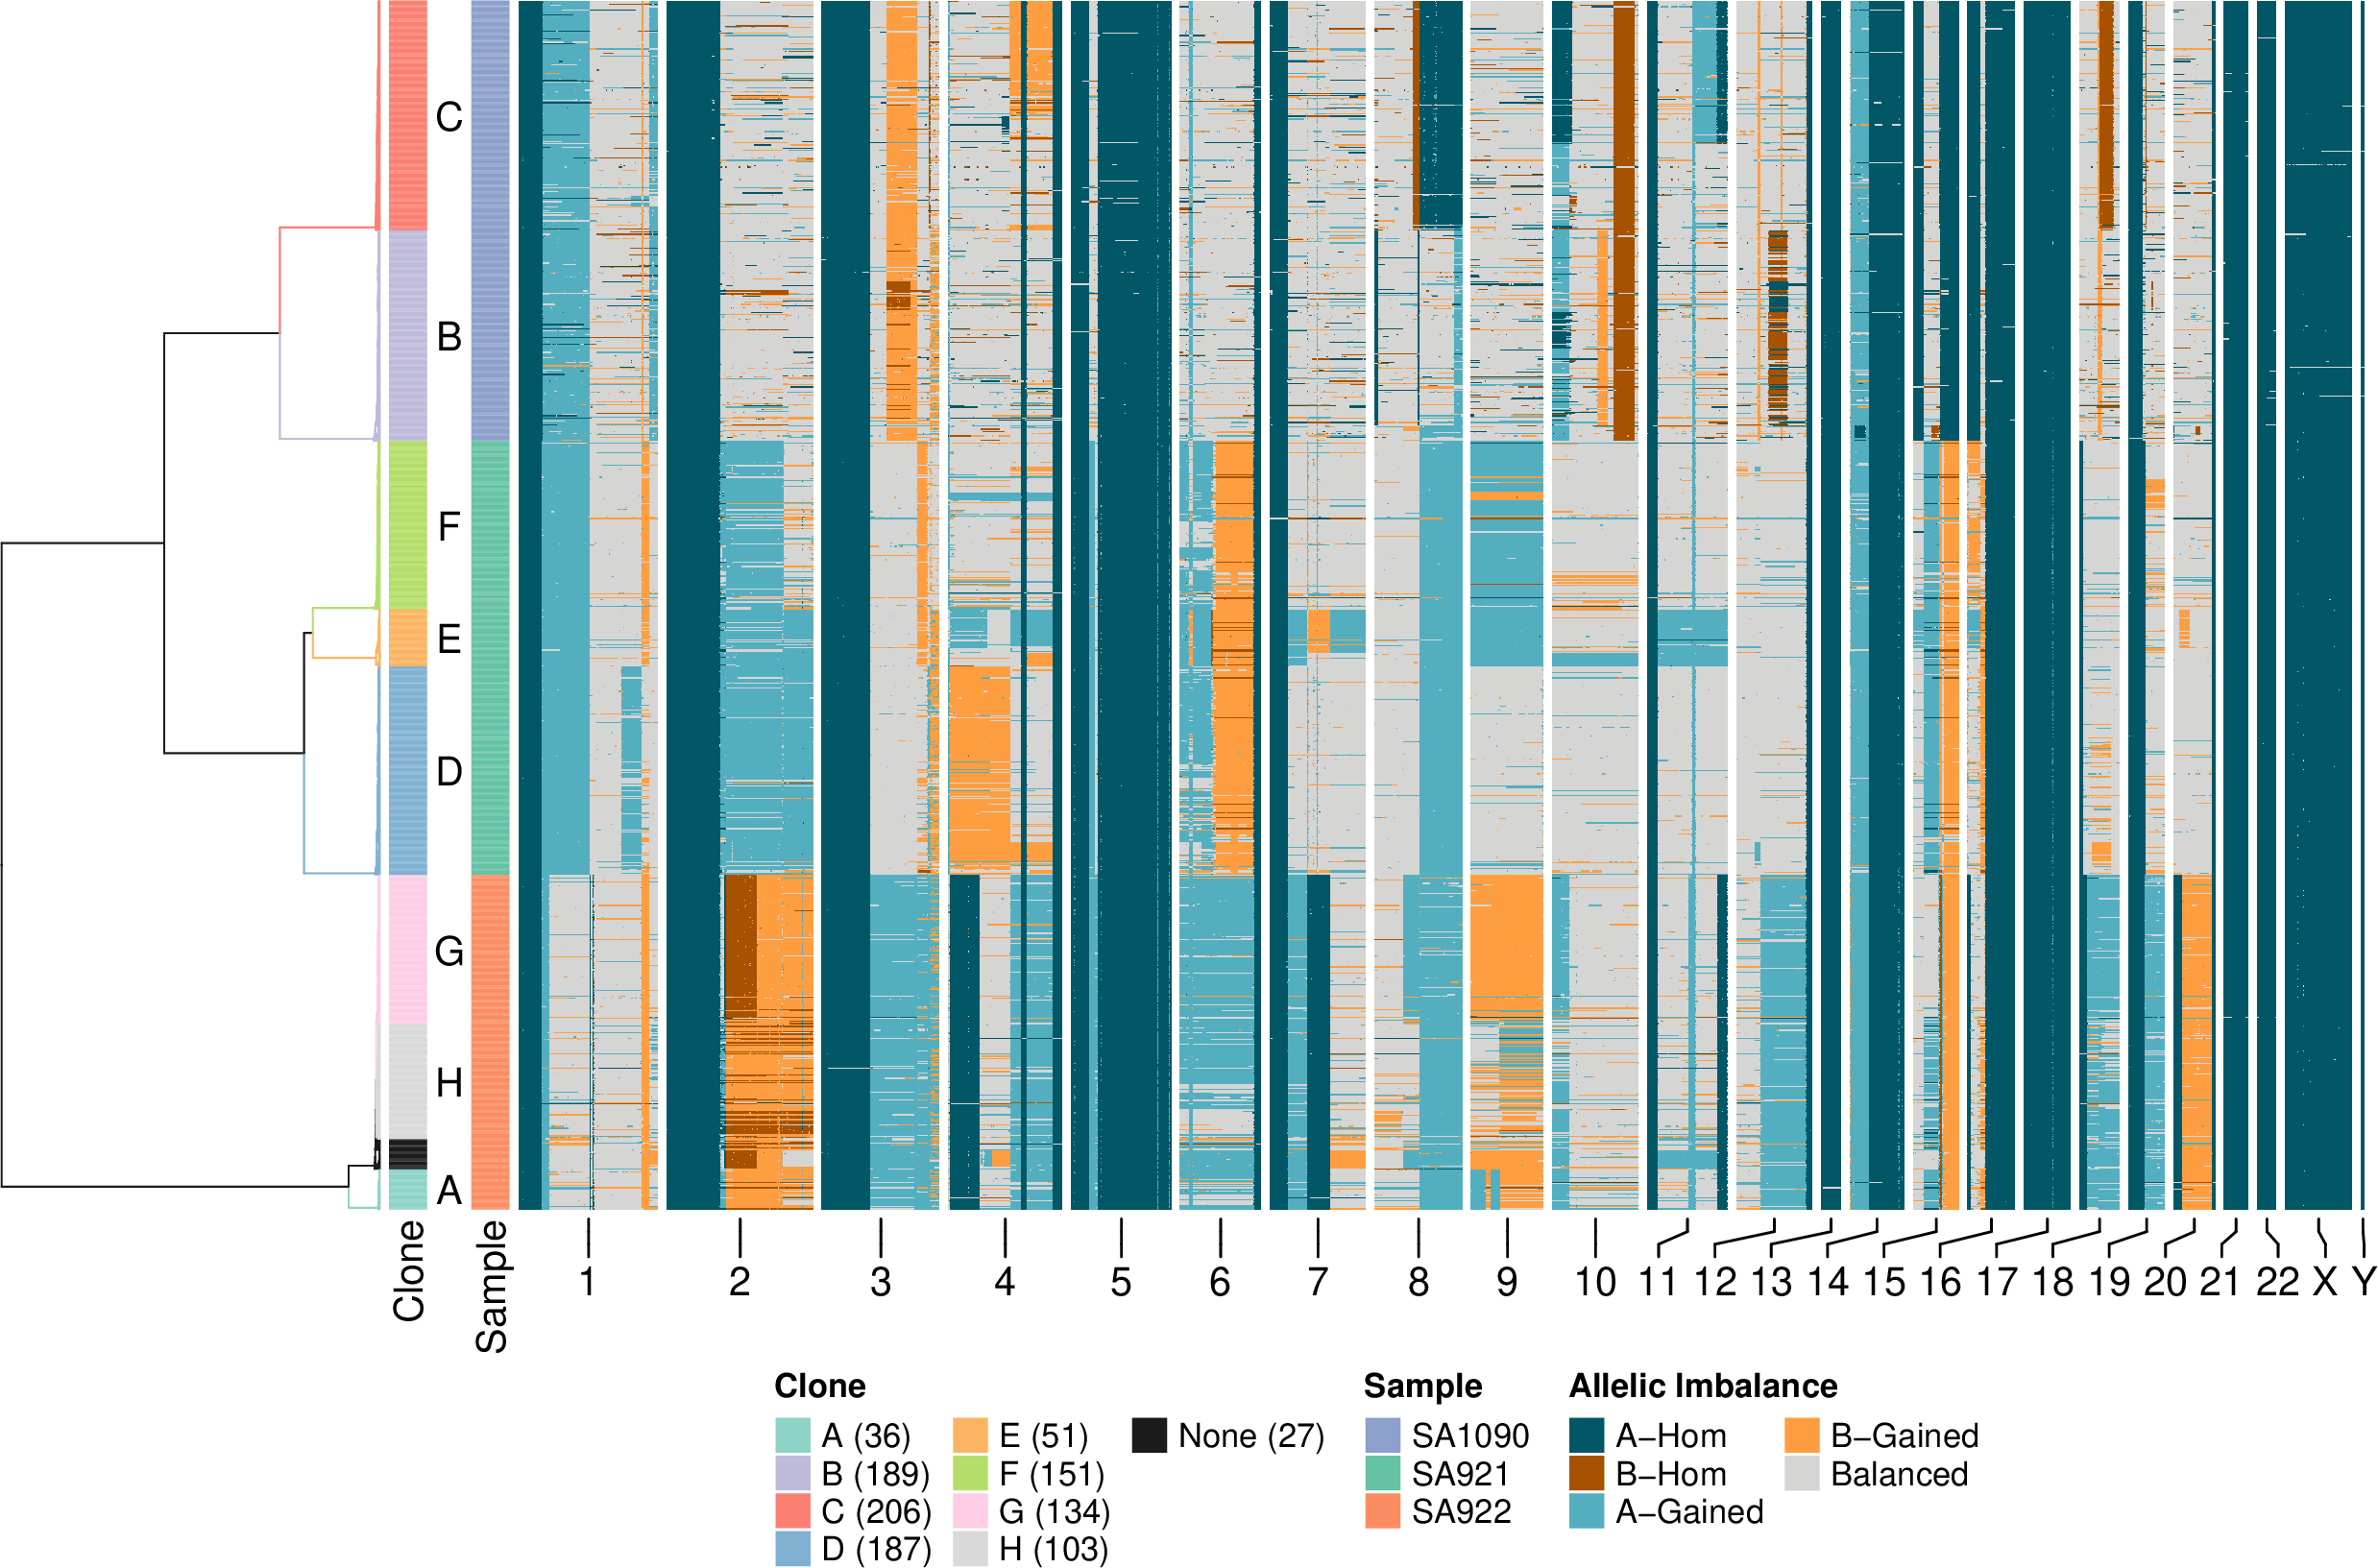 C
B
F
E
D
G
H
A
Clone
Sample
1 2 3 4 5 6 7 8 9 10 11 12 13 14 15 16 17 18 19 20 21 22 X Y
Clone Sample Allelic Imbalance
A (36) E (51) None (27) SA1090 A−Hom B−Gained
B (189) F (151) SA921 B−Hom Balanced
C (206) G (134) SA922 A−Gained
D (187) H (103)